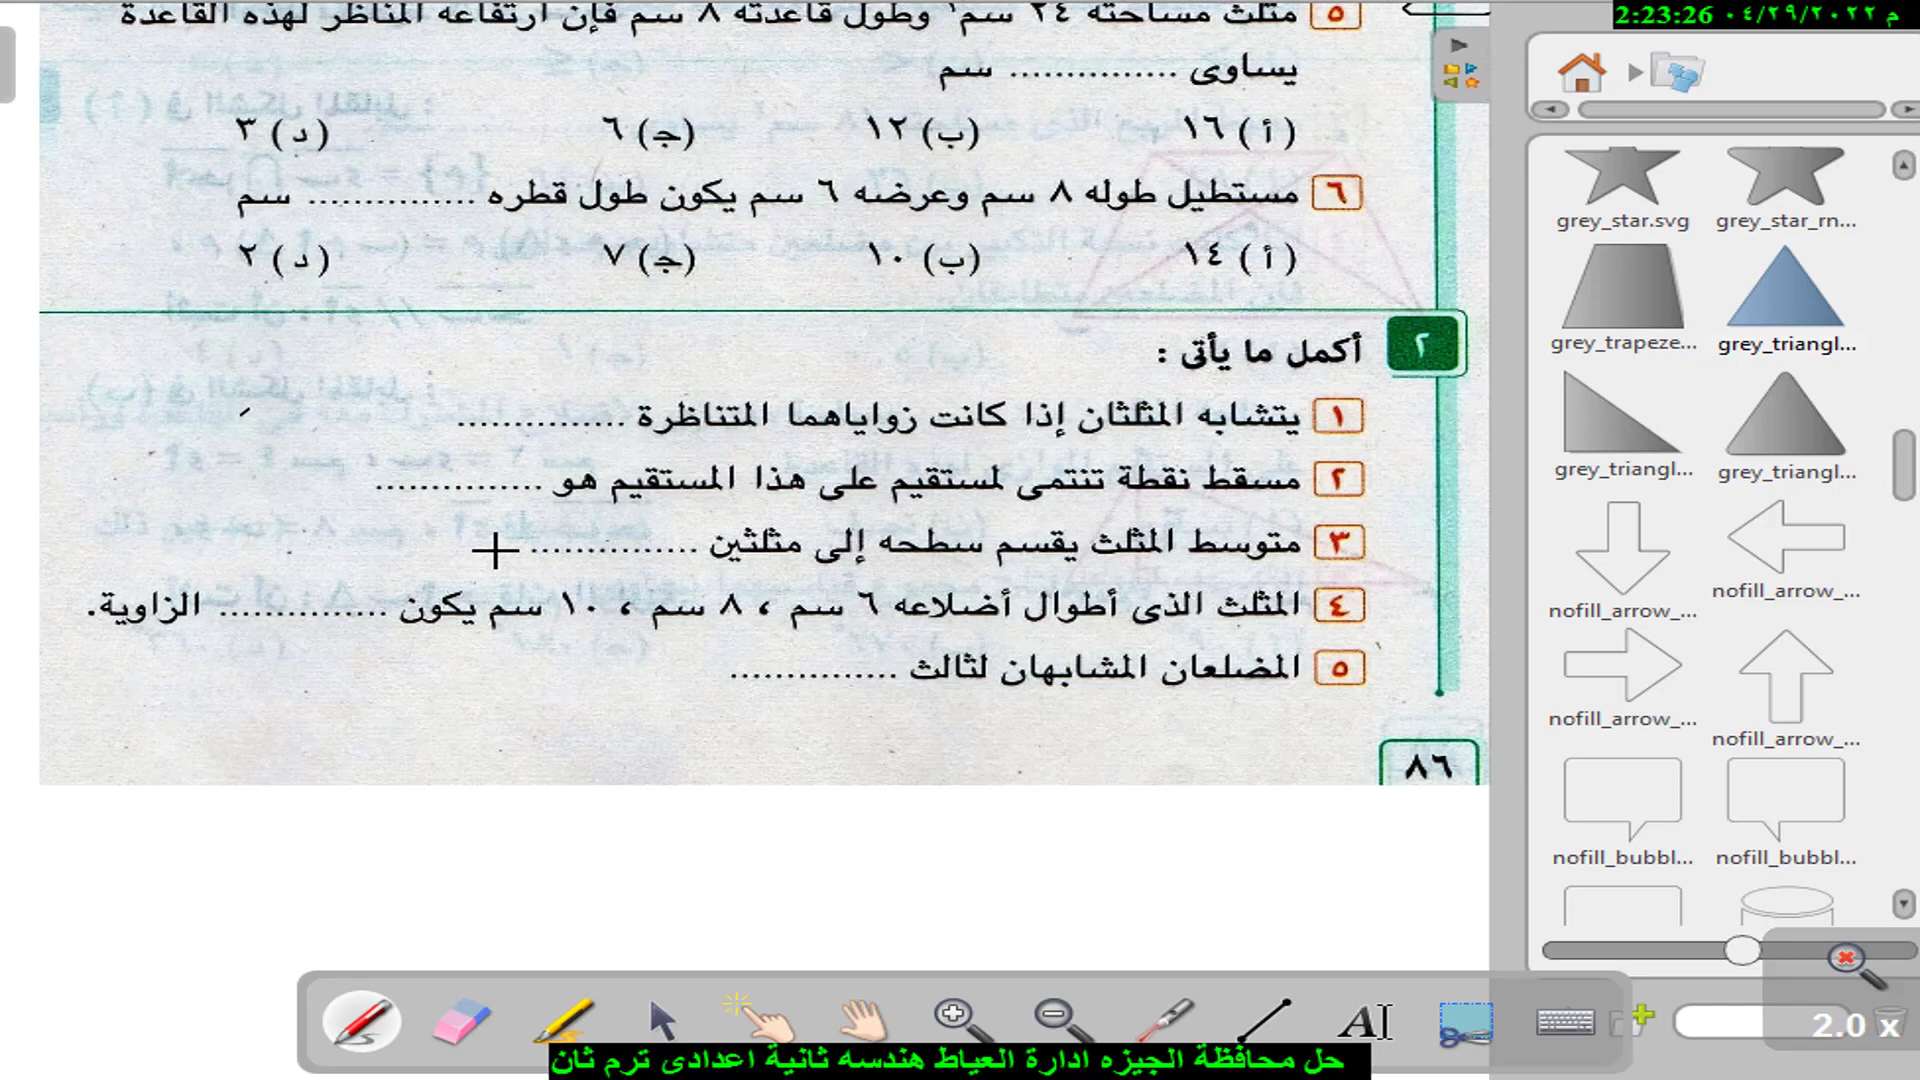 م ٠٤/٢٩/٢٠٢٢ 2:23:26
٥ مثلث مساحته ٢٤ سم٢ وطول قاعدته ٨ سم فإن ارتفاعه المناظر لهذه القاعدة
يساوى ............... سم
(أ) ١٦ (ب) ١٢ (جـ) ٦ (د) ٣
٦ مستطيل طوله ٨ سم وعرضه ٦ سم يكون طول قطره ............... سم
(أ) ١٤ (ب) ١٠ (جـ) ٧ (د) ٢
٢ أكمل ما يأتى :
١ يتشابه المثلثان إذا كانت زواياهما المتناظرة ...............
٢ مسقط نقطة تنتمى لمستقيم على هذا المستقيم هو ...............
٣ متوسط المثلث يقسم سطحه إلى مثلثين ...............
٤ المثلث الذى أطوال أضلاعه ٦ سم ، ٨ سم ، ١٠ سم يكون ............... الزاوية.
٥ المضلعان المشابهان لثالث ...............
٨٦
grey_star.svg grey_star_rn...
grey_trapeze... grey_triangl...
grey_triangl... grey_triangl...
nofill_arrow_... nofill_arrow_...
nofill_arrow_... nofill_arrow_...
nofill_bubbl... nofill_bubbl...
AI
2.0 x
حل محافظة الجيزه ادارة العياط هندسه ثانية اعدادى ترم ثان